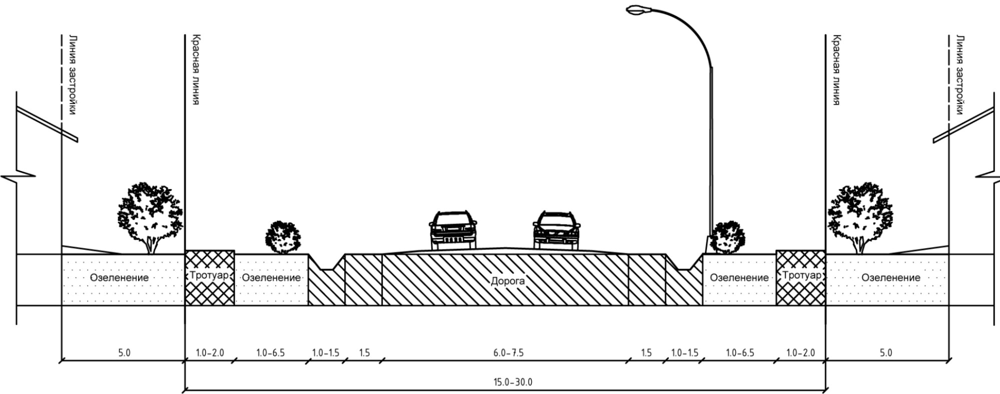 Линия застройки
Красная линия
Красная линия
Линия застройки
Озеленение
Тротуар
Озеленение
Дорога
Озеленение
Тротуар
Озеленение
5.0
1.0-2.0
1.0-6.5
1.0-1.5
1.5
6.0-7.5
1.5
1.0-1.5
1.0-6.5
1.0-2.0
5.0
15.0-30.0